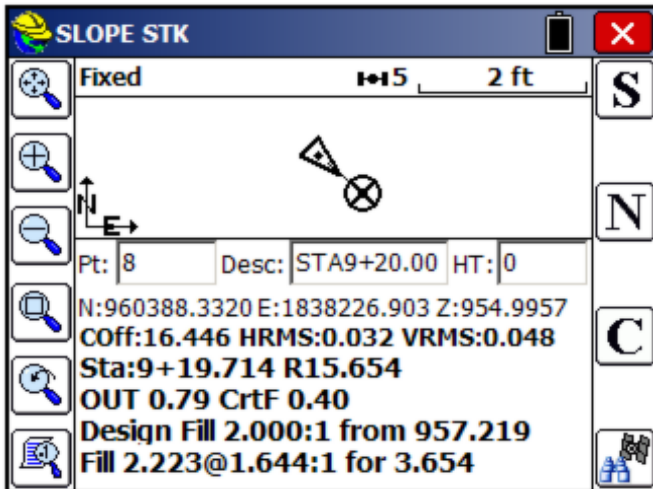 SLOPE STK
Fixed 5 2 ft
S
N
E
N
Pt: 8 Desc: STA9+20.00 HT: 0
N:960388.3320 E:1838226.903 Z:954.9957
COff:16.446 HRMS:0.032 VRMS:0.048
C
Sta:9+19.714 R15.654
OUT 0.79 CrtF 0.40
Design Fill 2.000:1 from 957.219
Fill 2.223@1.644:1 for 3.654